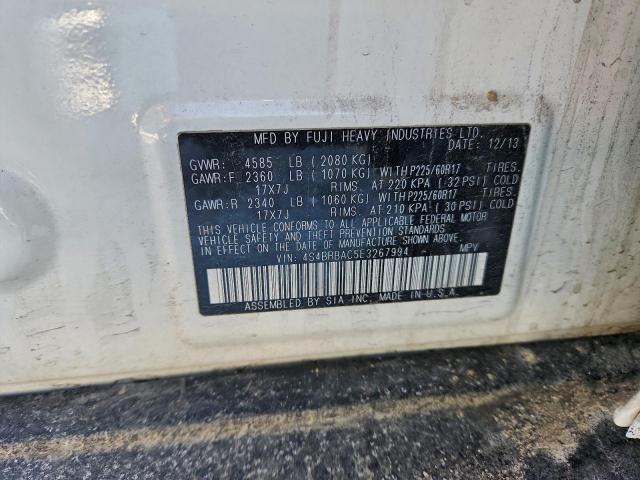 MFD BY FUJI HEAVY INDUSTRIES LTD.
DATE: 12/13
GVWR: 4585 LB ( 2080 KG)
GAWR:F 2360 LB ( 1070 KG) WITH P225/60R17 TIRES.
17X7J RIMS. AT 220 KPA ( 32 PSI) COLD
GAWR:R 2340 LB ( 1060 KG) WITH P225/60R17 TIRES.
17X7J RIMS. AT 210 KPA ( 30 PSI) COLD
THIS VEHICLE CONFORMS TO ALL APPLICABLE FEDERAL MOTOR
VEHICLE SAFETY AND THEFT PREVENTION STANDARDS
IN EFFECT ON THE DATE OF MANUFACTURE SHOWN ABOVE.
VIN: 4S4BRBAC5E3267994 MPV
ASSEMBLED BY SIA INC. MADE IN U.S.A.